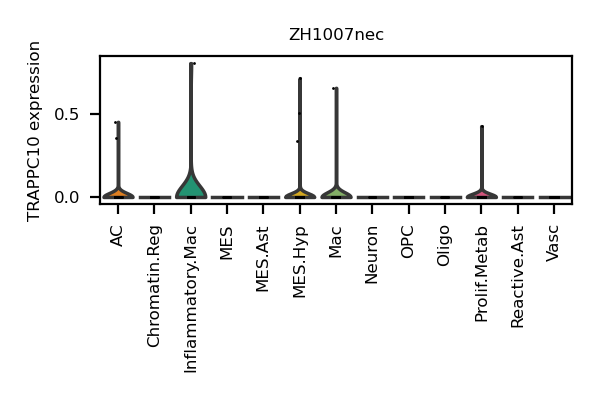 ZH1007nec
TRAPPC10 expression
0.5
0.0
AC
Chromatin.Reg
Inflammatory.Mac
MES
MES.Ast
MES.Hyp
Mac
Neuron
OPC
Oligo
Prolif.Metab
Reactive.Ast
Vasc